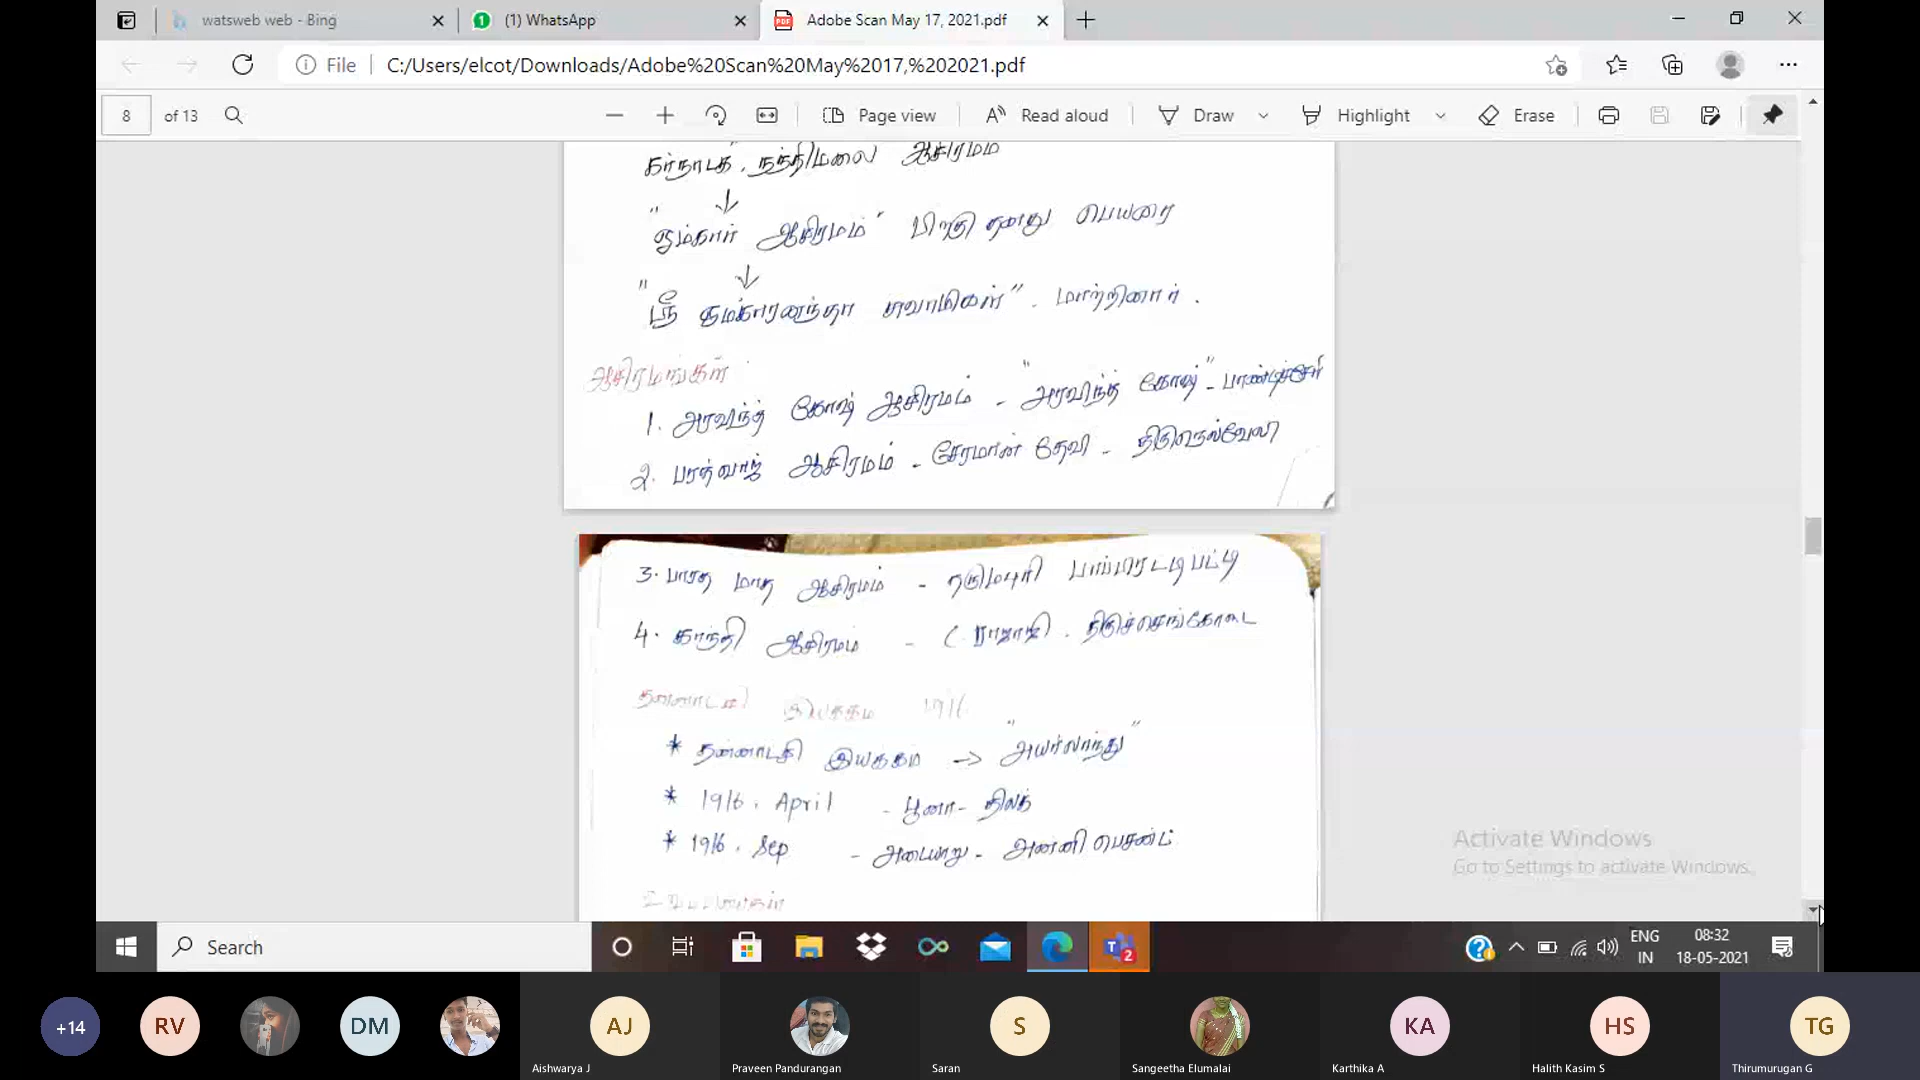 watsweb web - Bing
(1) WhatsApp
Adobe Scan May 17, 2021.pdf
File
C:/Users/elcot/Downloads/Adobe%20Scan%20May%2017,%202021.pdf
8 of 13
Page view
Read aloud
Draw
Highlight
Erase
கர்நாடக, நந்திமலை ஆசிரமம்
"ஓம்கார் ஆசிரமம்" பிறகு தனது பெயரை
"ஸ்ரீ ஓம்காரனந்தா சுவாமிகள்". மாற்றினார்.
ஆசிரமங்கள்
1. அரவிந்த் கோஷ் ஆசிரமம் - "அரவிந்த் கோஷ்" - பாண்டிச்சேரி
2. பரத்வாஜ் ஆசிரமம் - சேரமான் தேவி - திருநெல்வேலி
3. பாரத மாத ஆசிரமம் - தருமபுரி பாப்பிரட்டிபட்டி
4. காந்தி ஆசிரமம் - (ராஜாஜி). திருச்செங்கோடை
தன்னாட்சி இயக்கம் 1916
* தன்னாட்சி இயக்கம் -> "அயர்லாந்து"
* 1916, April - பூனா - திலக்
* 1916, Sep - அடையாறு - அன்னி பெசன்ட்
Activate Windows
Go to Settings to activate Windows.
Search
2
ENG
IN
08:32
18-05-2021
+14
RV
DM
AJ
Aishwarya J
Praveen Pandurangan
S
Saran
Sangeetha Elumalai
KA
Karthika A
HS
Halith Kasim S
TG
Thirumurugan G